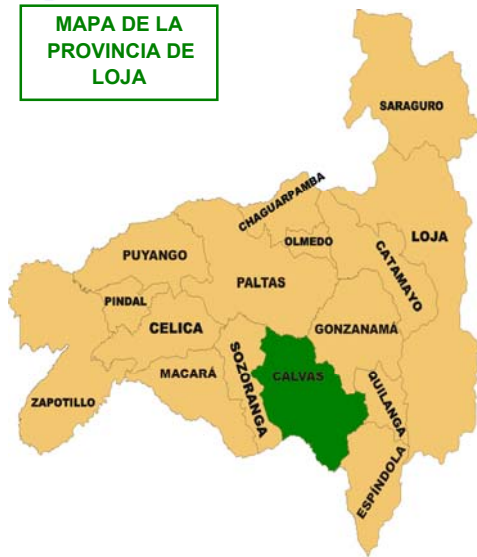 MAPA DE LA
PROVINCIA DE
LOJA
SARAGURO
CHAGUARPAMBA
OLMEDO
LOJA
CATAMAYO
PUYANGO
PALTAS
PINDAL
CELICA
GONZANAMÁ
SOZORANGA
MACARÁ
CALVAS
QUILANGA
ZAPOTILLO
ESPÍNDOLA